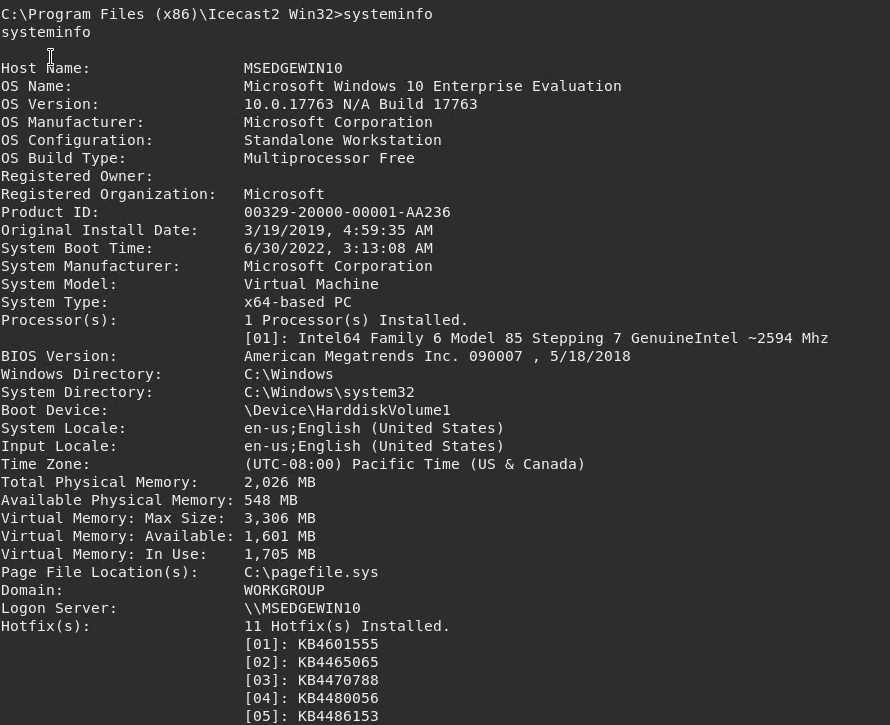 C:\Program Files (x86)\Icecast2 Win32>systeminfo
systeminfo
Host Name:                 MSEDGEWIN10
OS Name:                   Microsoft Windows 10 Enterprise Evaluation
OS Version:                10.0.17763 N/A Build 17763
OS Manufacturer:           Microsoft Corporation
OS Configuration:          Standalone Workstation
OS Build Type:             Multiprocessor Free
Registered Owner:
Registered Organization:   Microsoft
Product ID:                00329-20000-00001-AA236
Original Install Date:     3/19/2019, 4:59:35 AM
System Boot Time:          6/30/2022, 3:13:08 AM
System Manufacturer:       Microsoft Corporation
System Model:              Virtual Machine
System Type:               x64-based PC
Processor(s):              1 Processor(s) Installed.
                           [01]: Intel64 Family 6 Model 85 Stepping 7 GenuineIntel ~2594 Mhz
BIOS Version:              American Megatrends Inc. 090007 , 5/18/2018
Windows Directory:         C:\Windows
System Directory:          C:\Windows\system32
Boot Device:               \Device\HarddiskVolume1
System Locale:             en-us;English (United States)
Input Locale:              en-us;English (United States)
Time Zone:                 (UTC-08:00) Pacific Time (US & Canada)
Total Physical Memory:     2,026 MB
Available Physical Memory: 548 MB
Virtual Memory: Max Size:  3,306 MB
Virtual Memory: Available: 1,601 MB
Virtual Memory: In Use:    1,705 MB
Page File Location(s):     C:\pagefile.sys
Domain:                    WORKGROUP
Logon Server:              \\MSEDGEWIN10
Hotfix(s):                 11 Hotfix(s) Installed.
                           [01]: KB4601555
                           [02]: KB4465065
                           [03]: KB4470788
                           [04]: KB4480056
                           [05]: KB4486153